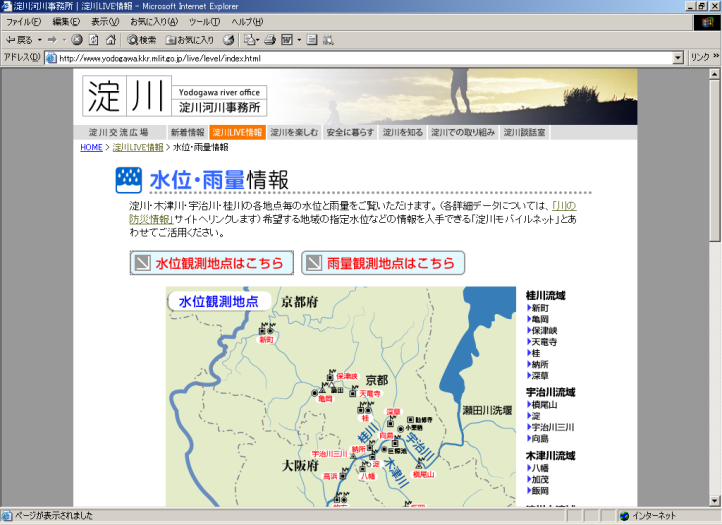 淀川河川事務所 | 淀川LIVE情報 - Microsoft Internet Explorer
ファイル(F) 編集(E) 表示(V) お気に入り(A) ツール(T) ヘルプ(H)
戻る 検索 お気に入り
アドレス(D) http://www.yodogawa.kkr.mlit.go.jp/live/level/index.html リンク »
淀川 Yodogawa river office
淀川河川事務所
淀川交流広場 新着情報 淀川LIVE情報 淀川を楽しむ 安全に暮らす 淀川を知る 淀川での取り組み 淀川談話室
HOME > 淀川LIVE情報 > 水位・雨量情報
水位・雨量情報
淀川・木津川・宇治川・桂川の各地点毎の水位と雨量をご覧いただけます。(各詳細データについては、「川の
防災情報」サイトへリンクします)希望する地域の指定水位などの情報を入手できる「淀川モバイルネット」とあ
わせてご活用ください。
水位観測地点はこちら 雨量観測地点はこちら
水位観測地点 京都府
新町
保津峡
京都
亀岡
天竜寺
桂
深草
瀬田川洗堰
桂川
向島
宇治川
納所
宇治川三川
淀
木津川
巨椋池
槇尾山
大阪府
高浜
八幡
桂川流域
新町
亀岡
保津峡
天竜寺
桂
納所
深草
宇治川流域
槇尾山
淀
宇治川三川
向島
木津川流域
八幡
加茂
飯岡
ページが表示されました インターネット